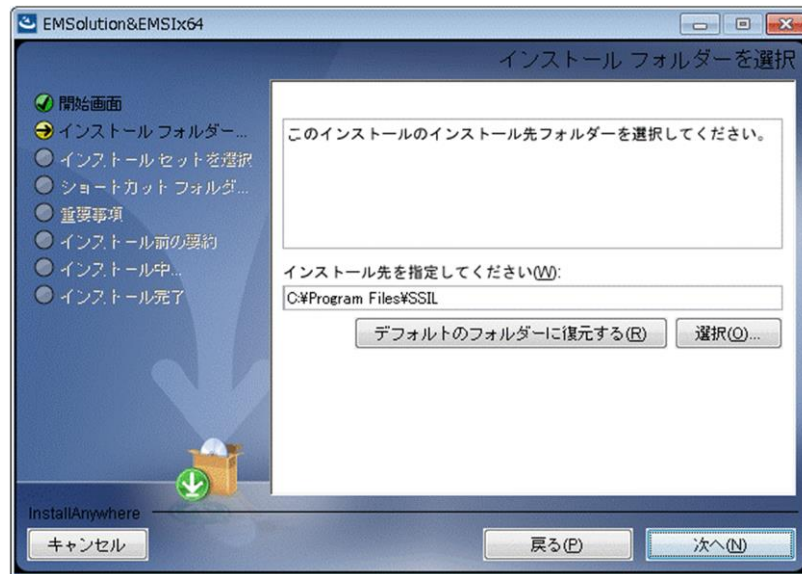 EMSolution&EMSIx64
インストール フォルダーを選択
開始画面
インストール フォルダー...
インストール セットを選択
ショートカット フォルダ...
重要事項
インストール前の要約
インストール中...
インストール完了
このインストールのインストール先フォルダーを選択してください。
インストール先を指定してください(W):
C:¥Program Files¥SSIL
デフォルトのフォルダーに復元する(R)
選択(O)...
InstallAnywhere
キャンセル
戻る(P)
次へ(N)